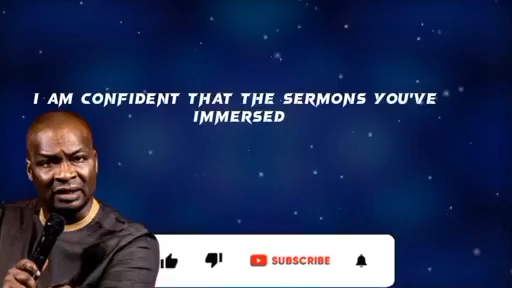 I AM CONFIDENT THAT THE SERMONS YOU'VE
IMMERSED
SUBSCRIBE